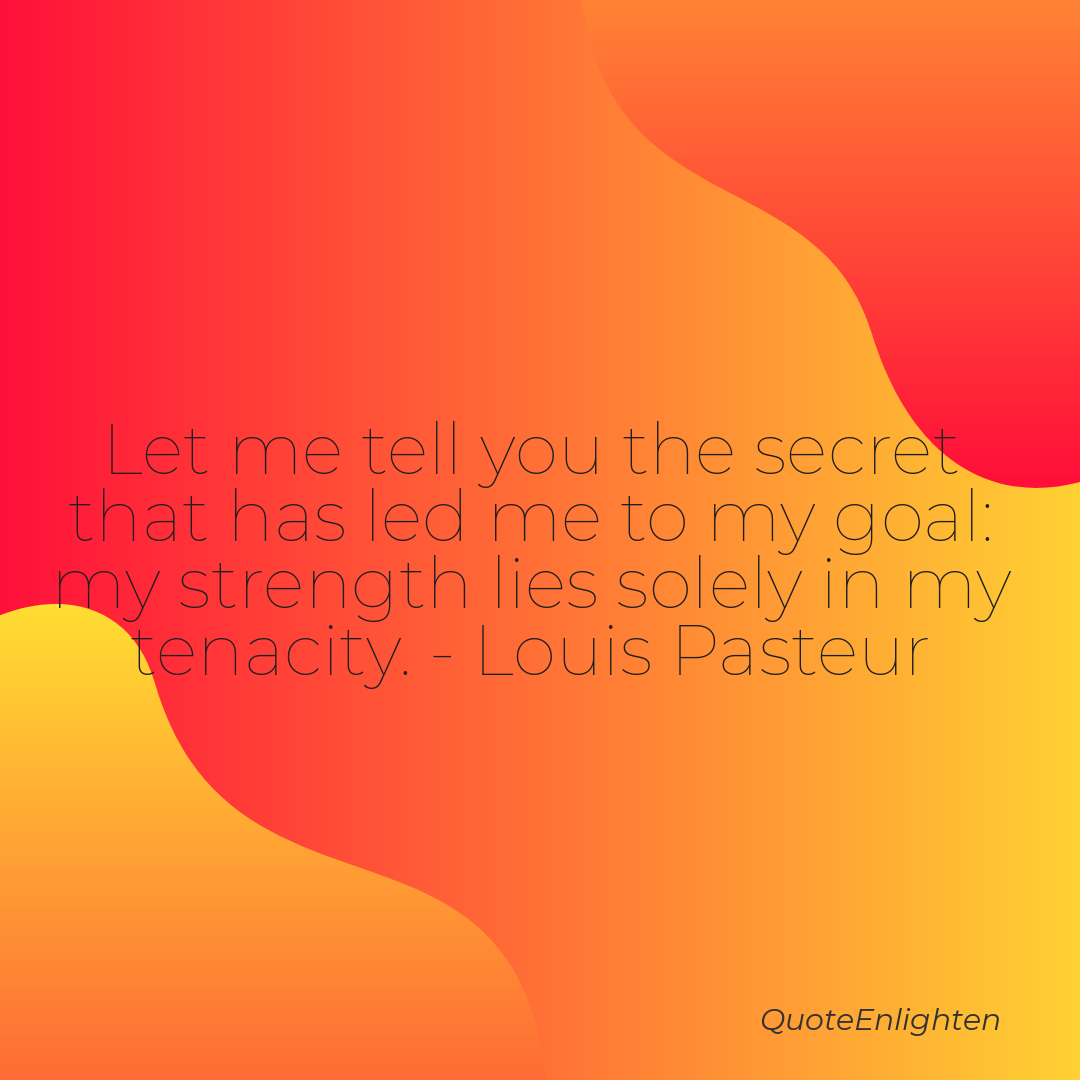 Let me tell you the secret
that has led me to my goal:
my strength lies solely in my
tenacity. - Louis Pasteur
QuoteEnlighten